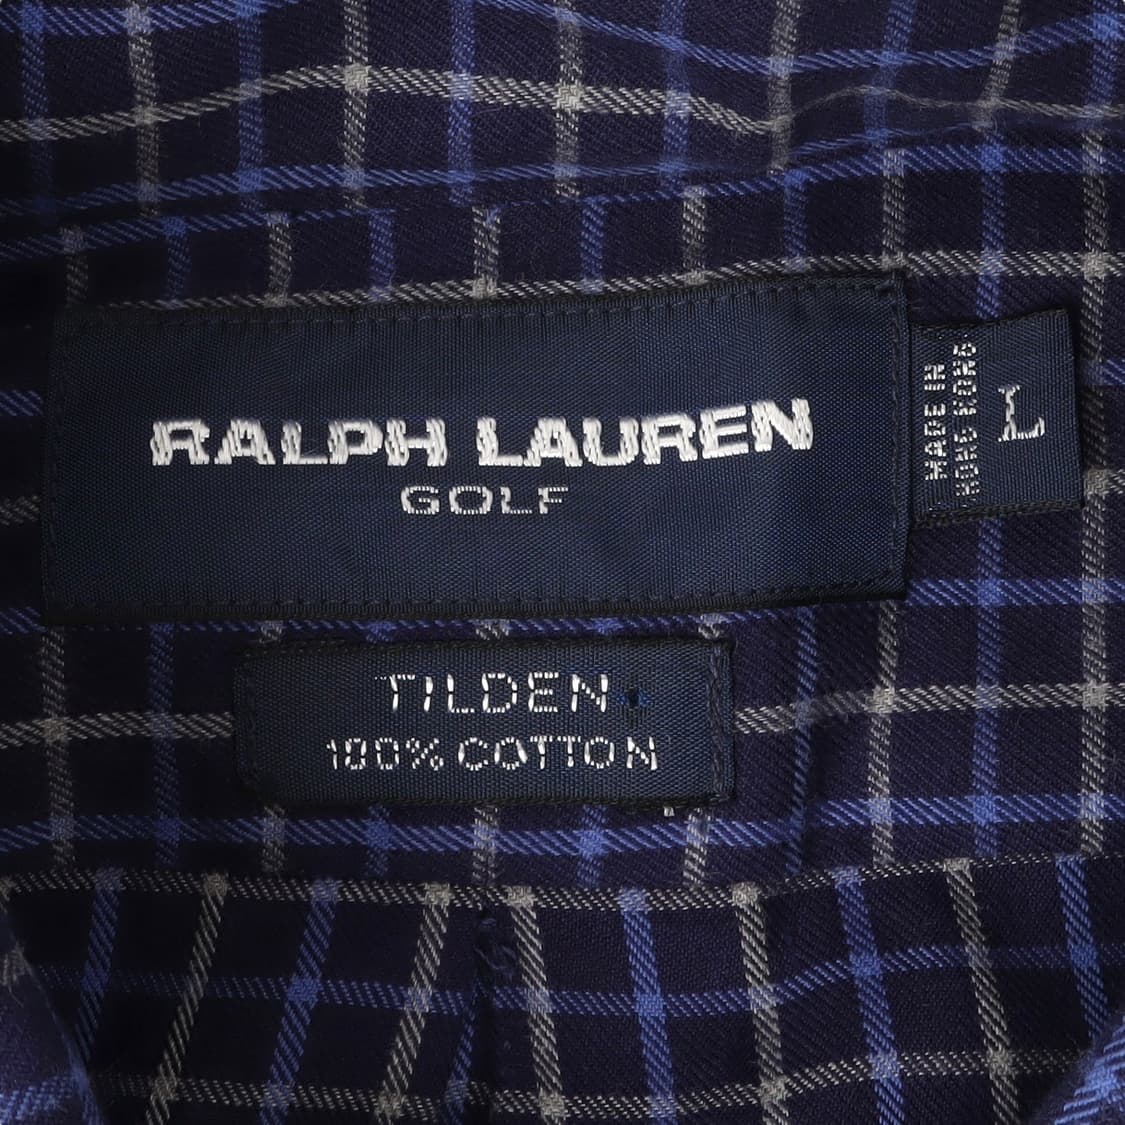 RALPH LAUREN
GOLF
MADE IN
HONG KONG
L
TILDEN
100% COTTON